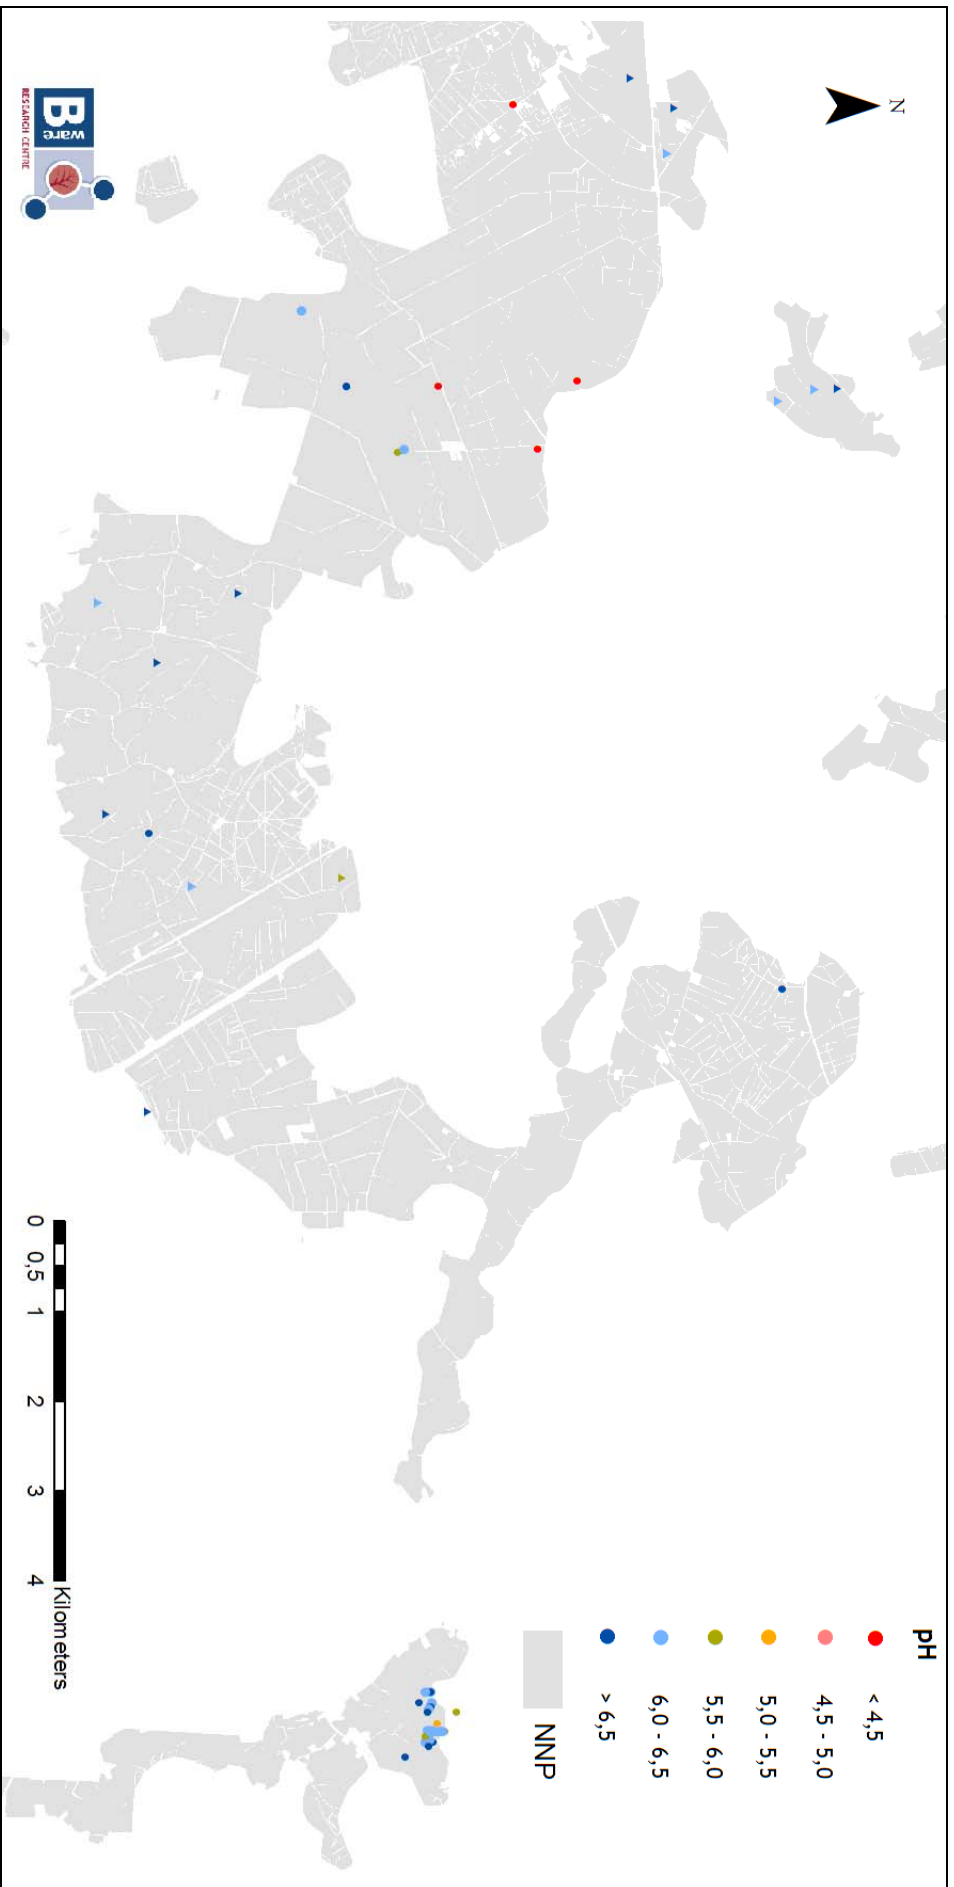 N
B
ware
RESEARCH CENTRE
pH
< 4,5
4,5 - 5,0
5,0 - 5,5
5,5 - 6,0
6,0 - 6,5
> 6,5
NNP
0 0,5 1 2 3 4
Kilometers